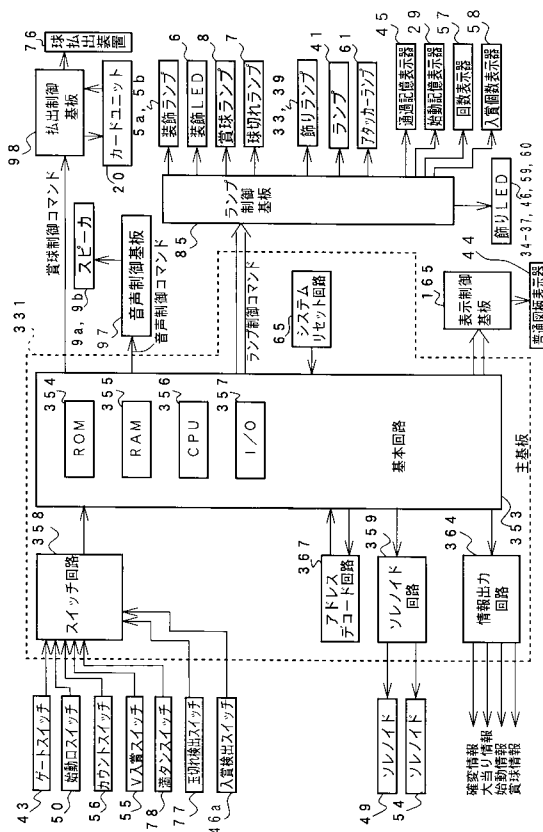 76
球払出装置
98
払出制御基板
カードユニット
20
賞球制御コマンド
331
9a, 9b
スピーカ
97
音声制御基板
音声制御コマンド
5a, 5b
装飾ランプ
6
装飾LED
8
賞球ランプ
7
球切れランプ
33, 39
飾りランプ
41
ランプ
61
アタッカーランプ
45
通過記憶表示器
29
始動記憶表示器
57
回数表示器
58
入賞個数表示器
85
ランプ制御基板
飾りLED
34-37, 46, 59, 60
ランプ制御コマンド
65
システムリセット回路
165
表示制御基板
44
普通図柄表示器
354
ROM
355
RAM
356
CPU
357
I/O
基本回路
主基板
353
358
スイッチ回路
367
アドレスデコード回路
359
ソレノイド回路
364
情報出力回路
43
ゲートスイッチ
50
始動口スイッチ
56
カウントスイッチ
55
V入賞スイッチ
78
満タンスイッチ
77
玉切れ検出スイッチ
46a
入賞検出スイッチ
49
ソレノイド
54
ソレノイド
確変情報
大当り情報
始動情報
賞球情報